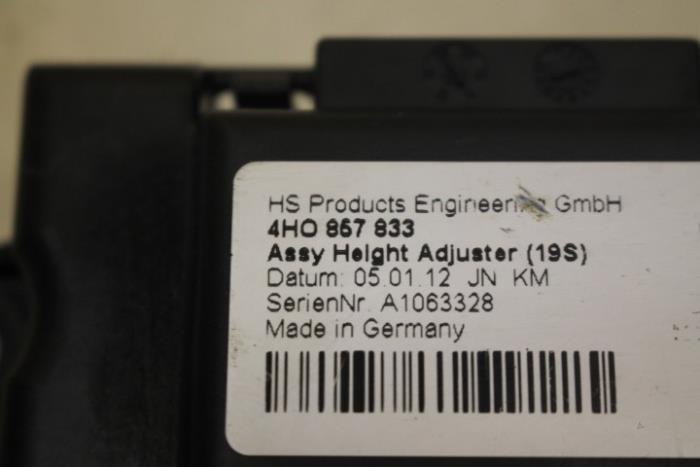 HS Products Engineering GmbH
4H0 857 833
Assy Height Adjuster (19S)
Datum: 05.01.12 JN KM
SerienNr. A1063328
Made in Germany